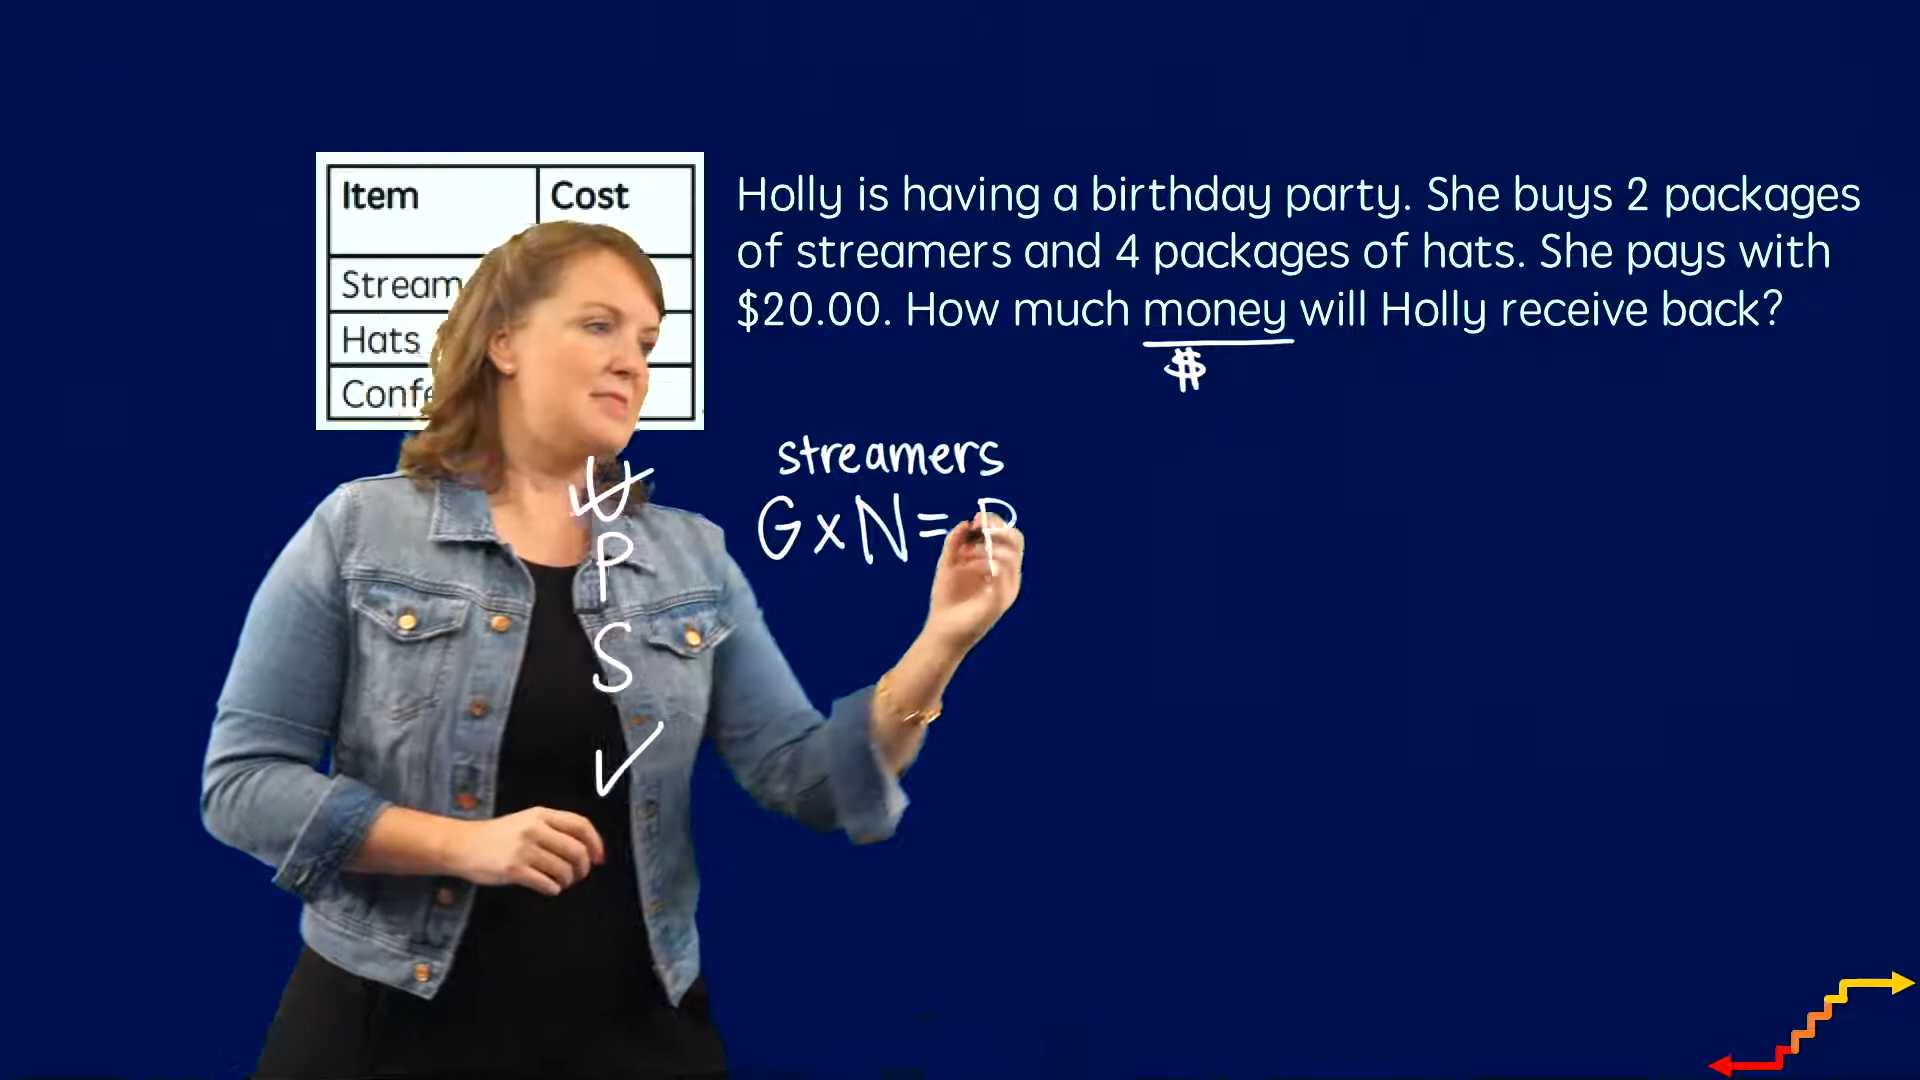 Item Cost
Stream
Hats
Confe
Holly is having a birthday party. She buys 2 packages
of streamers and 4 packages of hats. She pays with
$20.00. How much money will Holly receive back?
$
streamers
G x N = P
U
P
S
✓